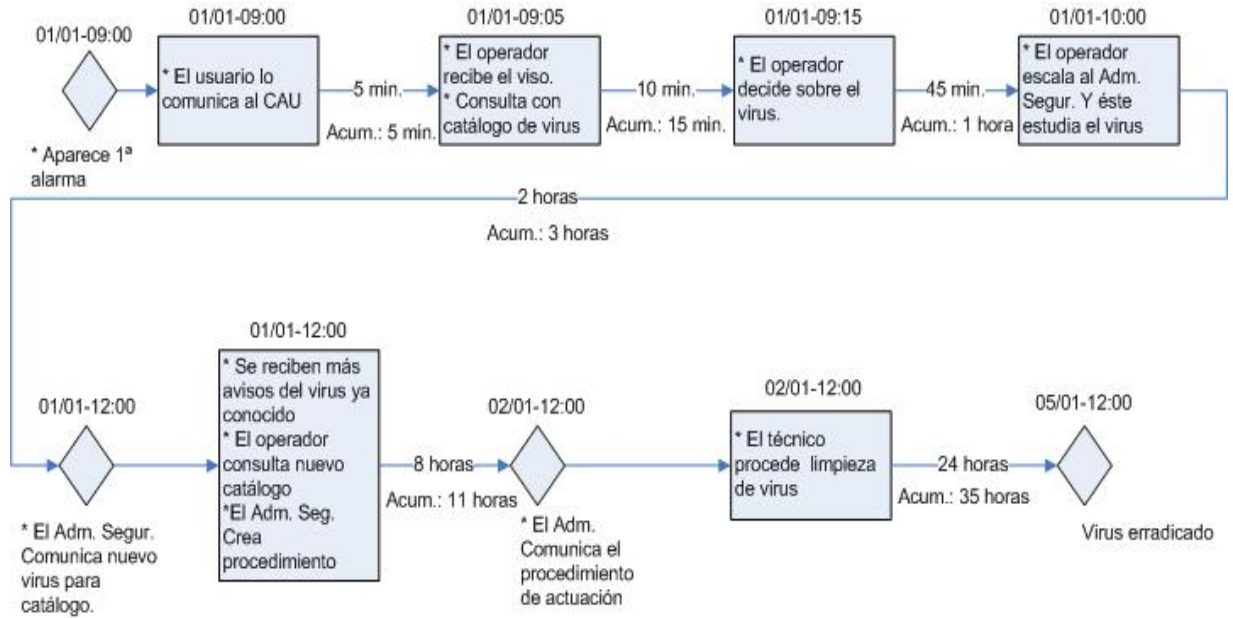 01/01-09:00
* Aparece 1ª
alarma
01/01-09:00
* El usuario lo
comunica al CAU
5 min.
Acum.: 5 min.
01/01-09:05
* El operador
recibe el viso.
* Consulta con
catálogo de virus
10 min.
Acum.: 15 min.
01/01-09:15
* El operador
decide sobre el
virus.
45 min.
Acum.: 1 hora
01/01-10:00
* El operador
escala al Adm.
Segur. Y éste
estudia el virus
2 horas
Acum.: 3 horas
01/01-12:00
* El Adm. Segur.
Comunica nuevo
virus para
catálogo.
01/01-12:00
* Se reciben más
avisos del virus ya
conocido
* El operador
consulta nuevo
catálogo
*El Adm. Seg.
Crea
procedimiento
8 horas
Acum.: 11 horas
02/01-12:00
* El Adm.
Comunica el
procedimiento
de actuación
02/01-12:00
* El técnico
procede limpieza
de virus
24 horas
Acum.: 35 horas
05/01-12:00
Virus erradicado